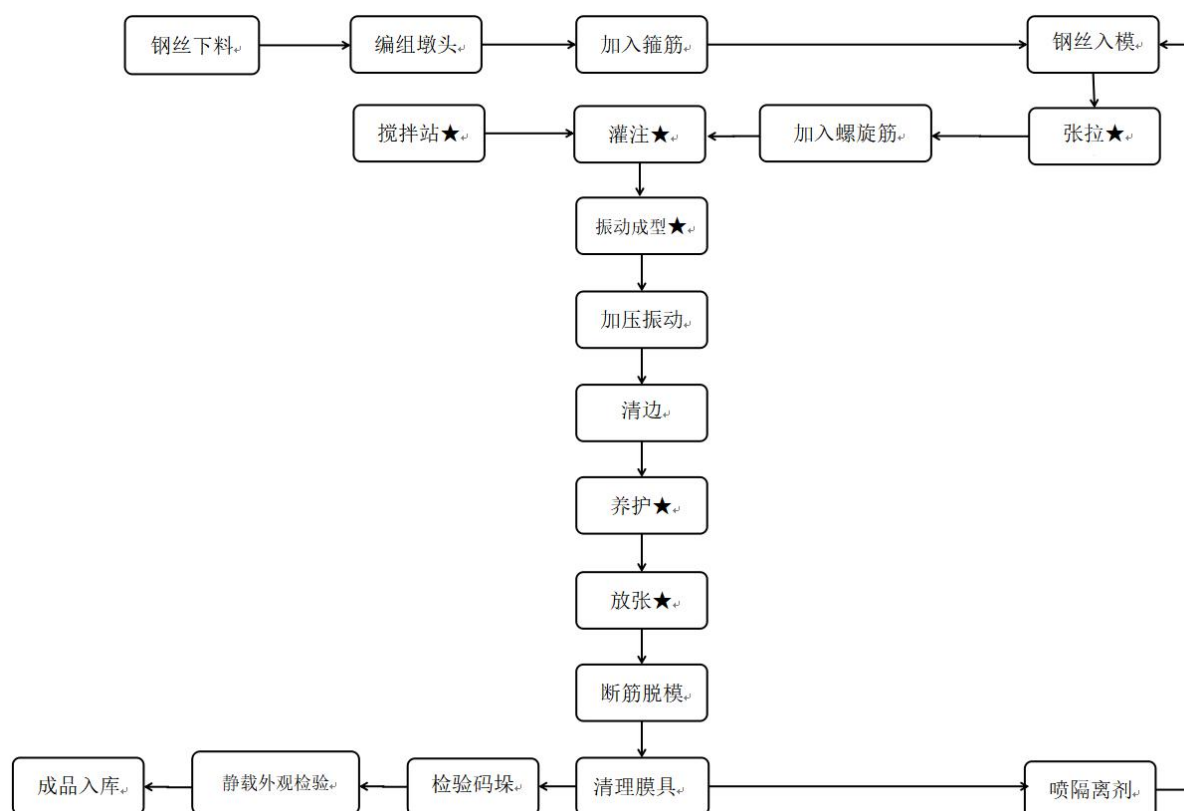 钢丝下料
编组墩头
加入箍筋
钢丝入模
搅拌站★
灌注★
加入螺旋筋
张拉★
振动成型★
加压振动
清边
养护★
放张★
断筋脱模
成品入库
静载外观检验
检验码垛
清理膜具
喷隔离剂